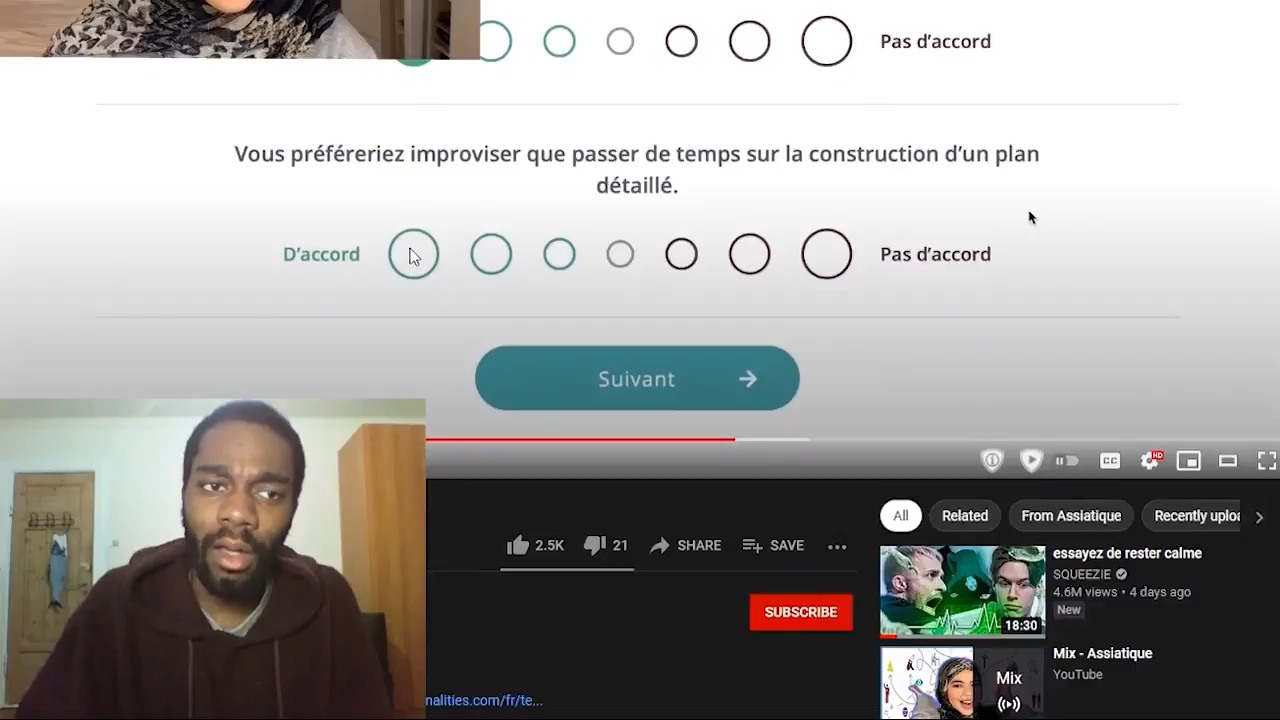 Pas d’accord
Vous préféreriez improviser que passer de temps sur la construction d’un plan
détaillé.
D’accord
Pas d’accord
Suivant →
CC
HD
All
Related
From Assiatique
Recently uploa
2.5K
21
SHARE
SAVE
SUBSCRIBE
essayez de rester calme
SQUEEZIE
4.6M views • 4 days ago
New
18:30
Mix - Assiatique
YouTube
Mix
nalities.com/fr/te...